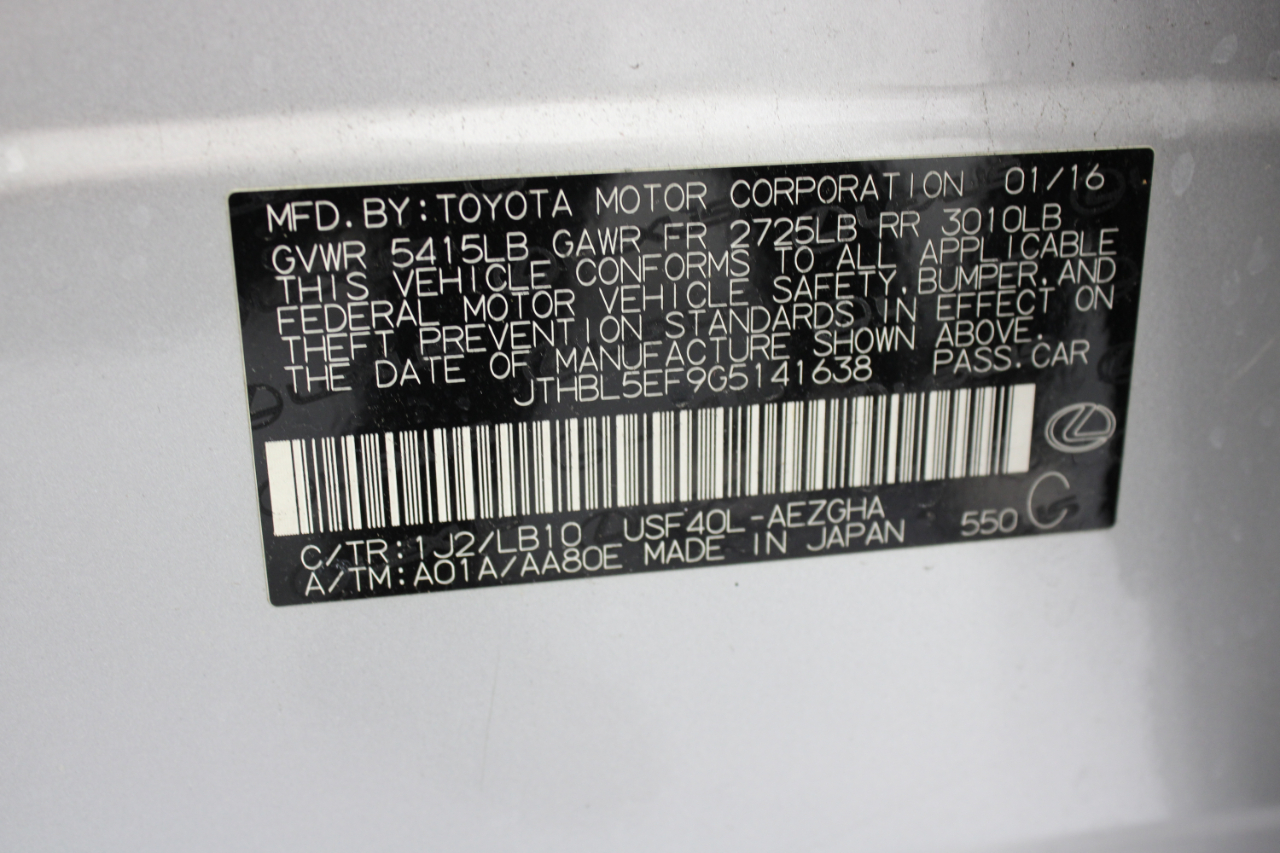 MFD. BY: TOYOTA MOTOR CORPORATION 01/16
GVWR 5415LB GAWR FR 2725LB RR 3010LB
THIS VEHICLE CONFORMS TO ALL APPLICABLE
FEDERAL MOTOR VEHICLE SAFETY, BUMPER, AND
THEFT PREVENTION STANDARDS IN EFFECT ON
THE DATE OF MANUFACTURE SHOWN ABOVE.
JTHBL5EF9G5141638 PASS. CAR
C/TR: 1J2/LB10 USF40L-AEZGHA 550 C
A/TM: A01A/AA80E MADE IN JAPAN